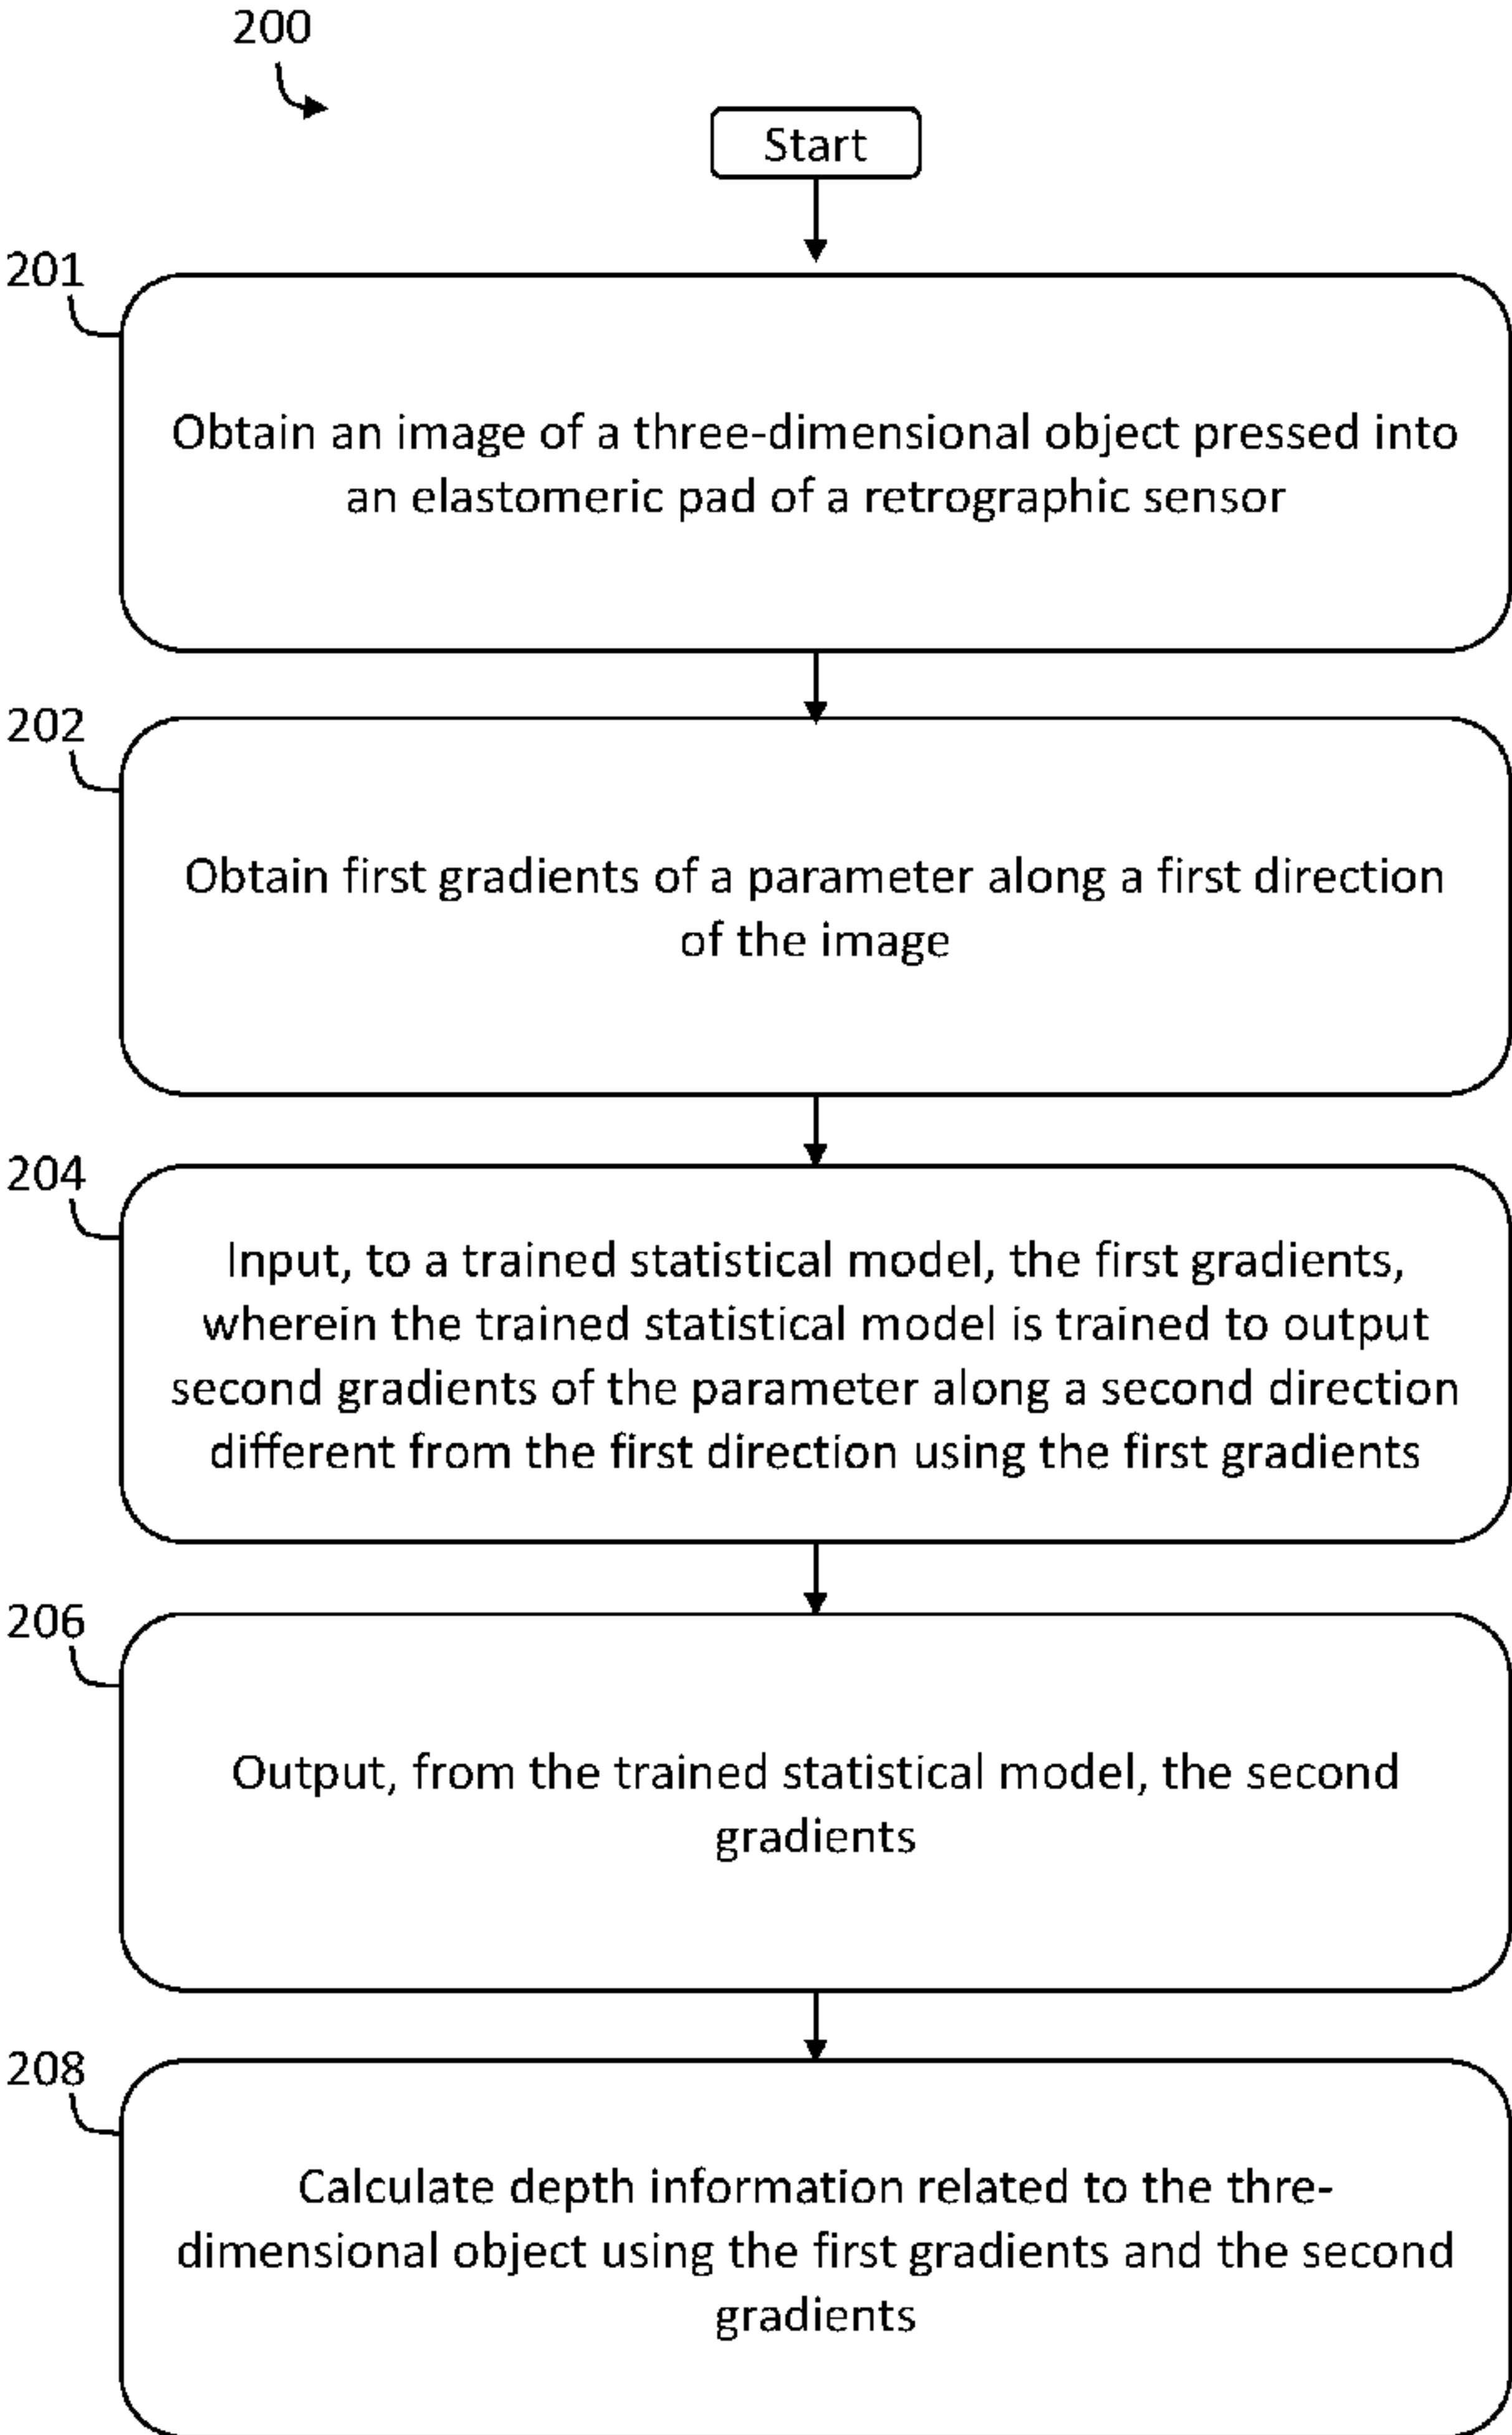 200
Start
201
Obtain an image of a three-dimensional object pressed into
an elastomeric pad of a retrographic sensor
202
Obtain first gradients of a parameter along a first direction
of the image
204
Input, to a trained statistical model, the first gradients,
wherein the trained statistical model is trained to output
second gradients of the parameter along a second direction
different from the first direction using the first gradients
206
Output, from the trained statistical model, the second
gradients
208
Calculate depth information related to the thre-
dimensional object using the first gradients and the second
gradients